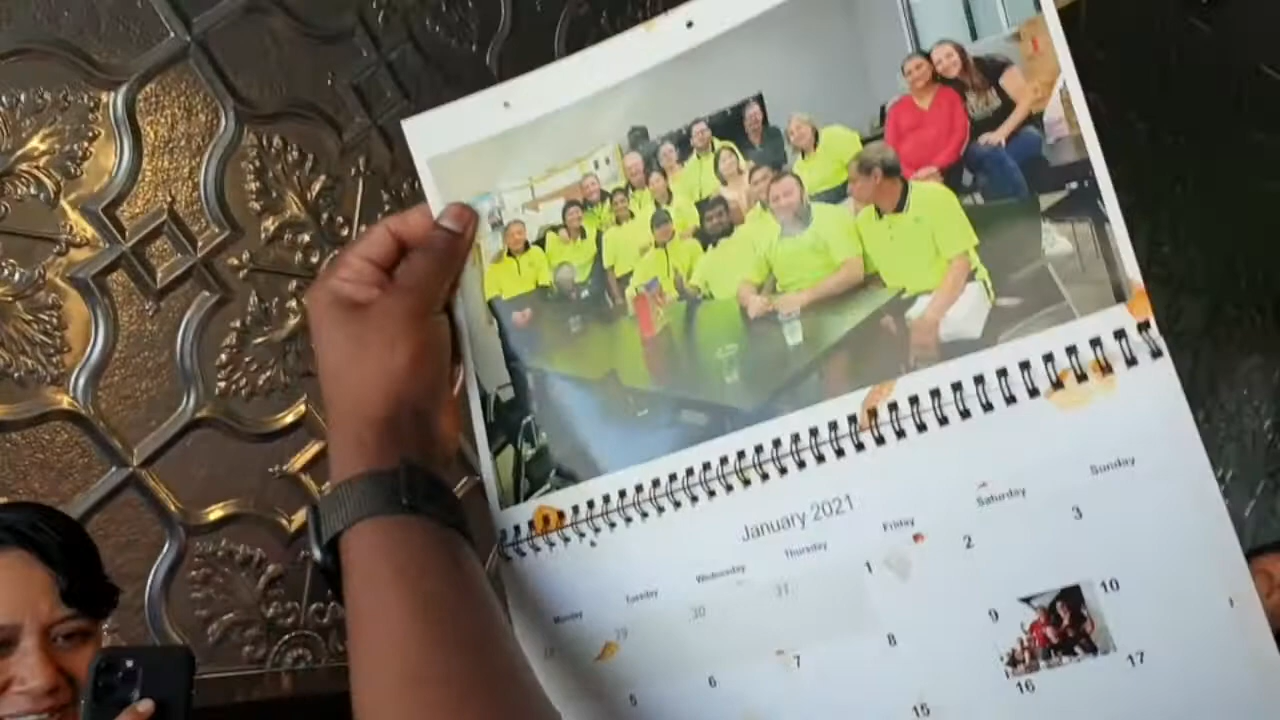 January 2021
Monday Tuesday Wednesday Thursday Friday Saturday Sunday
29 30 31 1 2 3
5 6 7 8 9 10
15 16 17